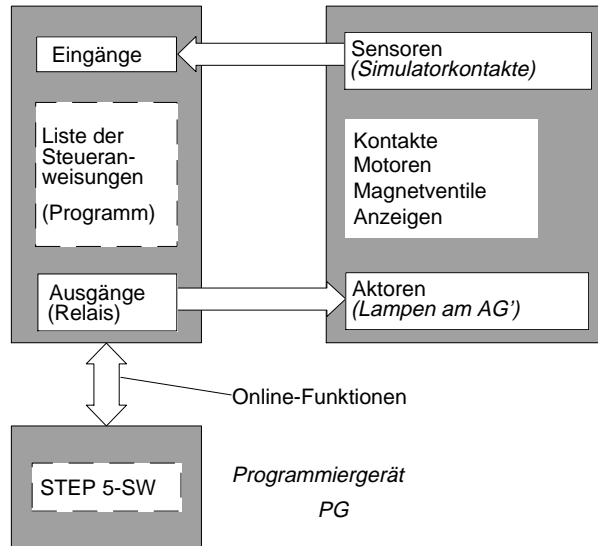 Eingänge
Sensoren
(Simulatorkontakte)
Liste der
Steueran-
weisungen
(Programm)
Kontakte
Motoren
Magnetventile
Anzeigen
Ausgänge
(Relais)
Aktoren
(Lampen am AG')
Online-Funktionen
STEP 5-SW
Programmiergerät
PG